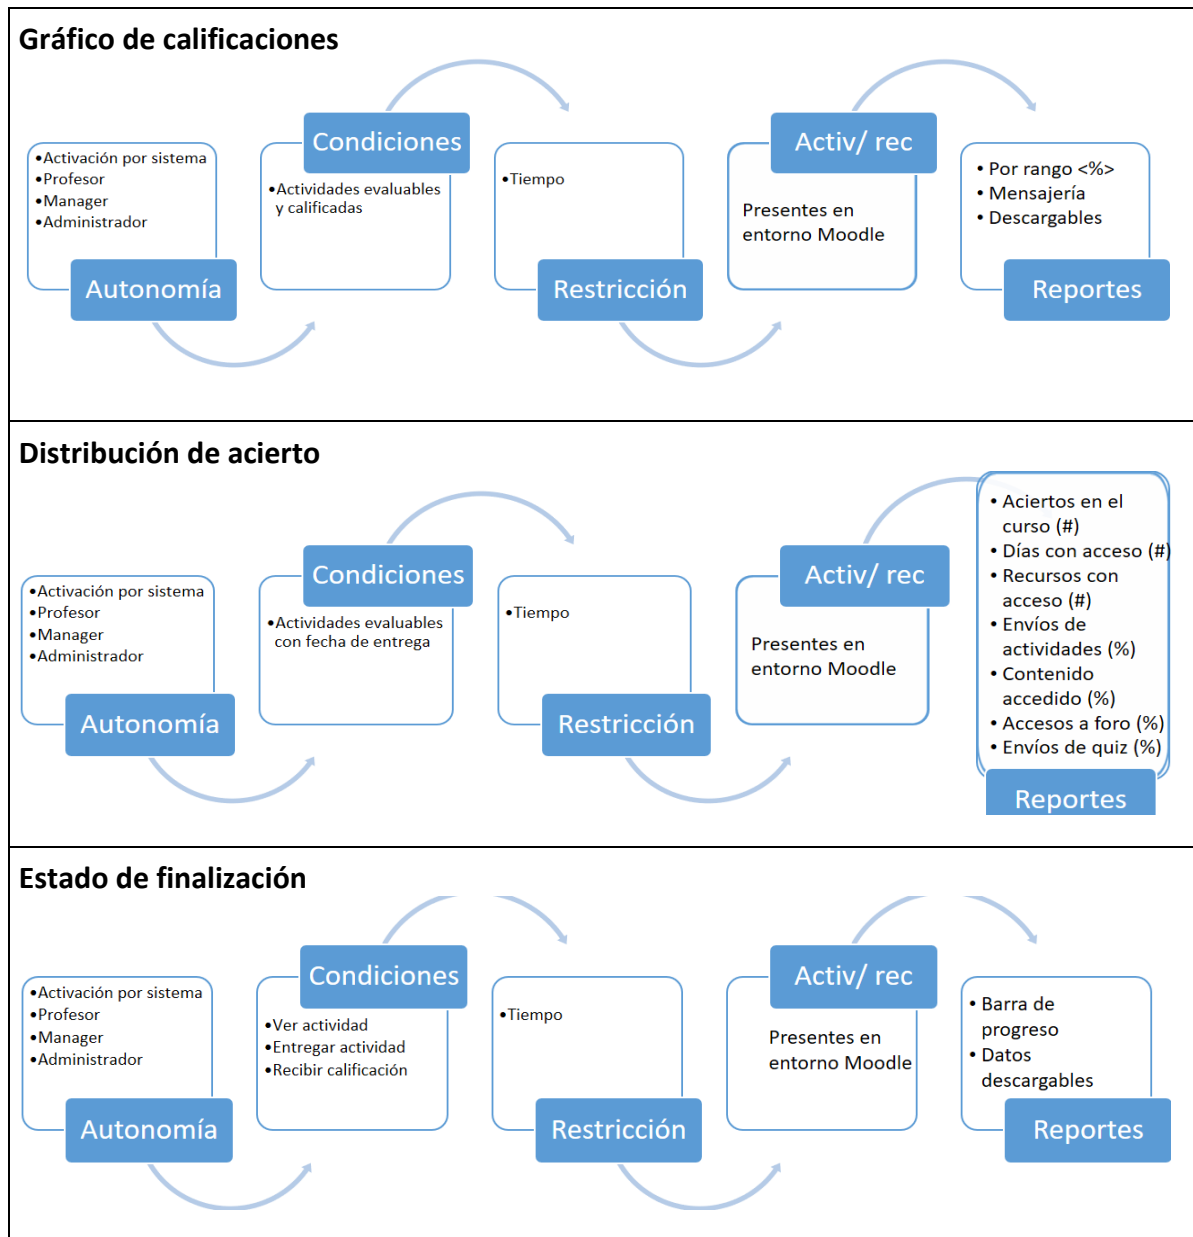 Gráfico de calificaciones
•Activación por sistema
•Profesor
•Manager
•Administrador
Autonomía
Condiciones
•Actividades evaluables
y calificadas
•Tiempo
Restricción
Activ/ rec
Presentes en
entorno Moodle
• Por rango <%>
• Mensajería
• Descargables
Reportes
Distribución de acierto
•Activación por sistema
•Profesor
•Manager
•Administrador
Autonomía
Condiciones
•Actividades evaluables
con fecha de entrega
•Tiempo
Restricción
Activ/ rec
Presentes en
entorno Moodle
• Aciertos en el
curso (#)
• Días con acceso (#)
• Recursos con
acceso (#)
• Envíos de
actividades (%)
• Contenido
accedido (%)
• Accesos a foro (%)
• Envíos de quiz (%)
Reportes
Estado de finalización
•Activación por sistema
•Profesor
•Manager
•Administrador
Autonomía
Condiciones
•Ver actividad
•Entregar actividad
•Recibir calificación
•Tiempo
Restricción
Activ/ rec
Presentes en
entorno Moodle
• Barra de
progreso
• Datos
descargables
Reportes